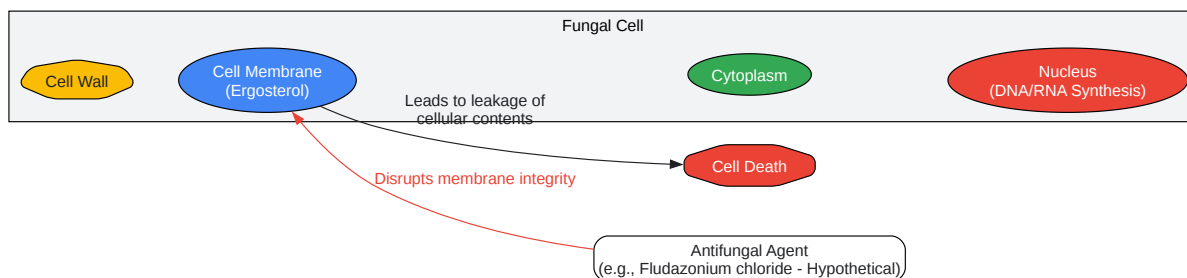 Fungal Cell
Cell Wall
Cell Membrane
(Ergosterol)
Cytoplasm
Nucleus
(DNA/RNA Synthesis)
Leads to leakage of
cellular contents
Cell Death
Disrupts membrane integrity
Antifungal Agent
(e.g., Fludazonium chloride - Hypothetical)